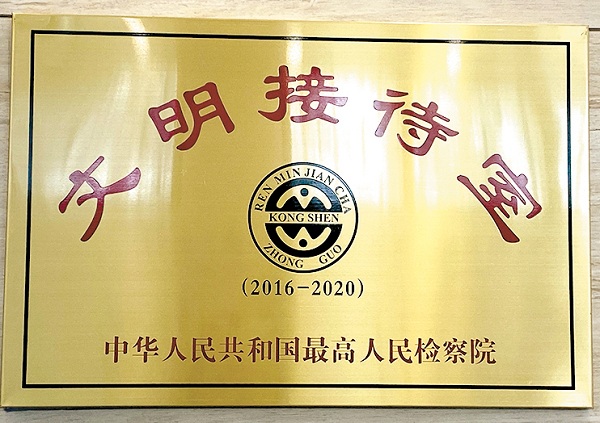 文明接待室
REN MIN JIAN CHA
KONG SHEN
ZHONG GUO
(2016-2020)
中华人民共和国最高人民检察院